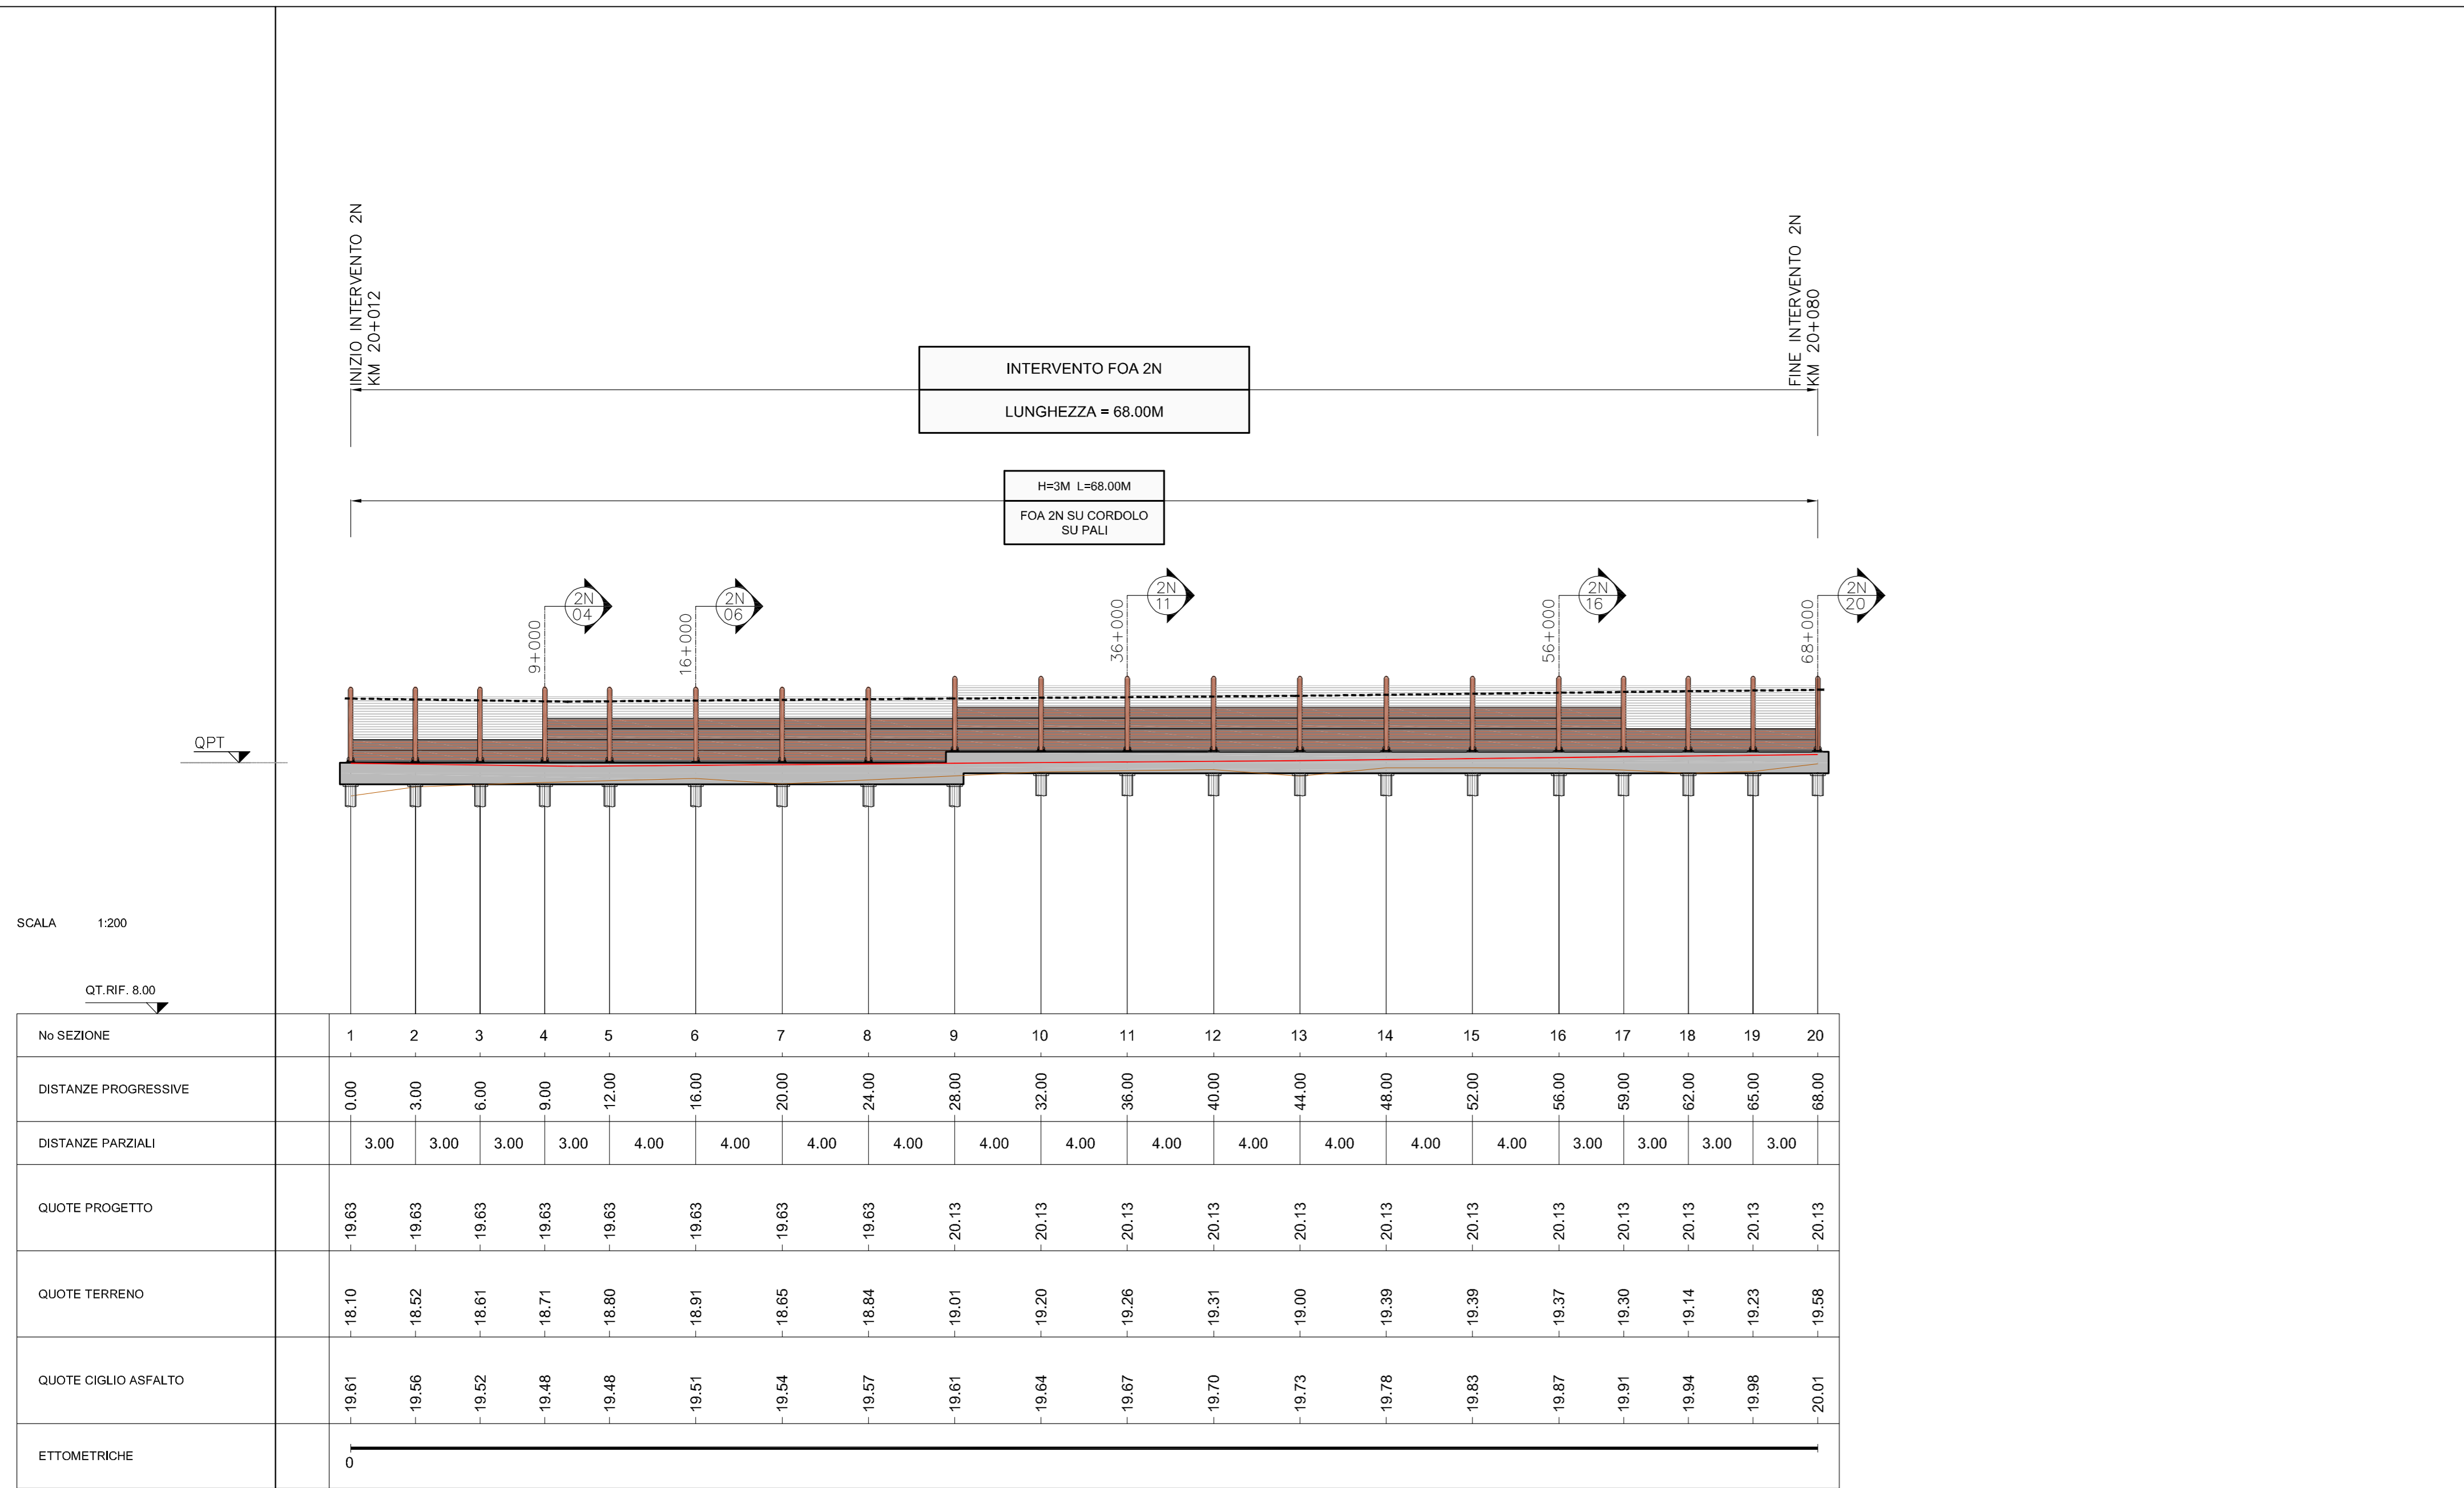 INIZIO INTERVENTO 2N
KM 20+012
FINE INTERVENTO 2N
KM 20+080
INTERVENTO FOA 2N
LUNGHEZZA = 68.00M
H=3M L=68.00M
FOA 2N SU CORDOLO
SU PALI
2N
04
2N
06
2N
11
2N
16
2N
20
9+000
16+000
36+000
56+000
68+000
QPT
SCALA 1:200
QT.RIF. 8.00
No SEZIONE 1 2 3 4 5 6 7 8 9 10 11 12 13 14 15 16 17 18 19 20
DISTANZE PROGRESSIVE 0.00 3.00 6.00 9.00 12.00 16.00 20.00 24.00 28.00 32.00 36.00 40.00 44.00 48.00 52.00 56.00 59.00 62.00 65.00 68.00
DISTANZE PARZIALI 3.00 3.00 3.00 3.00 4.00 4.00 4.00 4.00 4.00 4.00 4.00 4.00 4.00 4.00 4.00 3.00 3.00 3.00 3.00
QUOTE PROGETTO 19.63 19.63 19.63 19.63 19.63 19.63 19.63 19.63 20.13 20.13 20.13 20.13 20.13 20.13 20.13 20.13 20.13 20.13 20.13 20.13
QUOTE TERRENO 18.10 18.52 18.61 18.71 18.80 18.91 18.65 18.84 19.01 19.20 19.26 19.31 19.00 19.39 19.39 19.37 19.30 19.14 19.23 19.58
QUOTE CIGLIO ASFALTO 19.61 19.56 19.52 19.48 19.48 19.51 19.54 19.57 19.61 19.64 19.67 19.70 19.73 19.78 19.83 19.87 19.91 19.94 19.98 20.01
ETTOMETRICHE 0